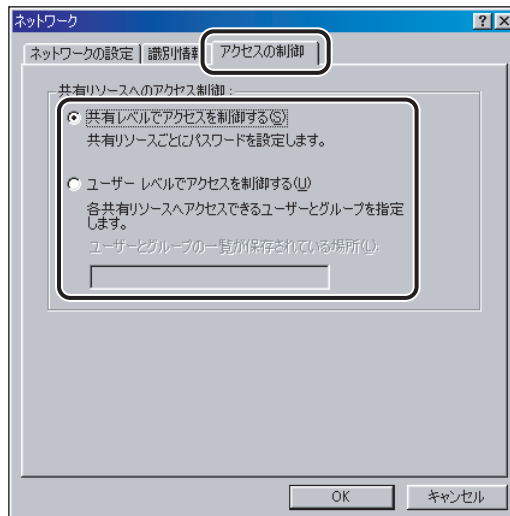 ネットワーク
ネットワークの設定 識別情報 アクセスの制御
共有リソースへのアクセス制御:
共有レベルでアクセスを制御する(S)
共有リソースごとにパスワードを設定します。
ユーザー レベルでアクセスを制御する(U)
各共有リソースへアクセスできるユーザーとグループを指定
します。
ユーザーとグループの一覧が保存されている場所(L):
OK キャンセル